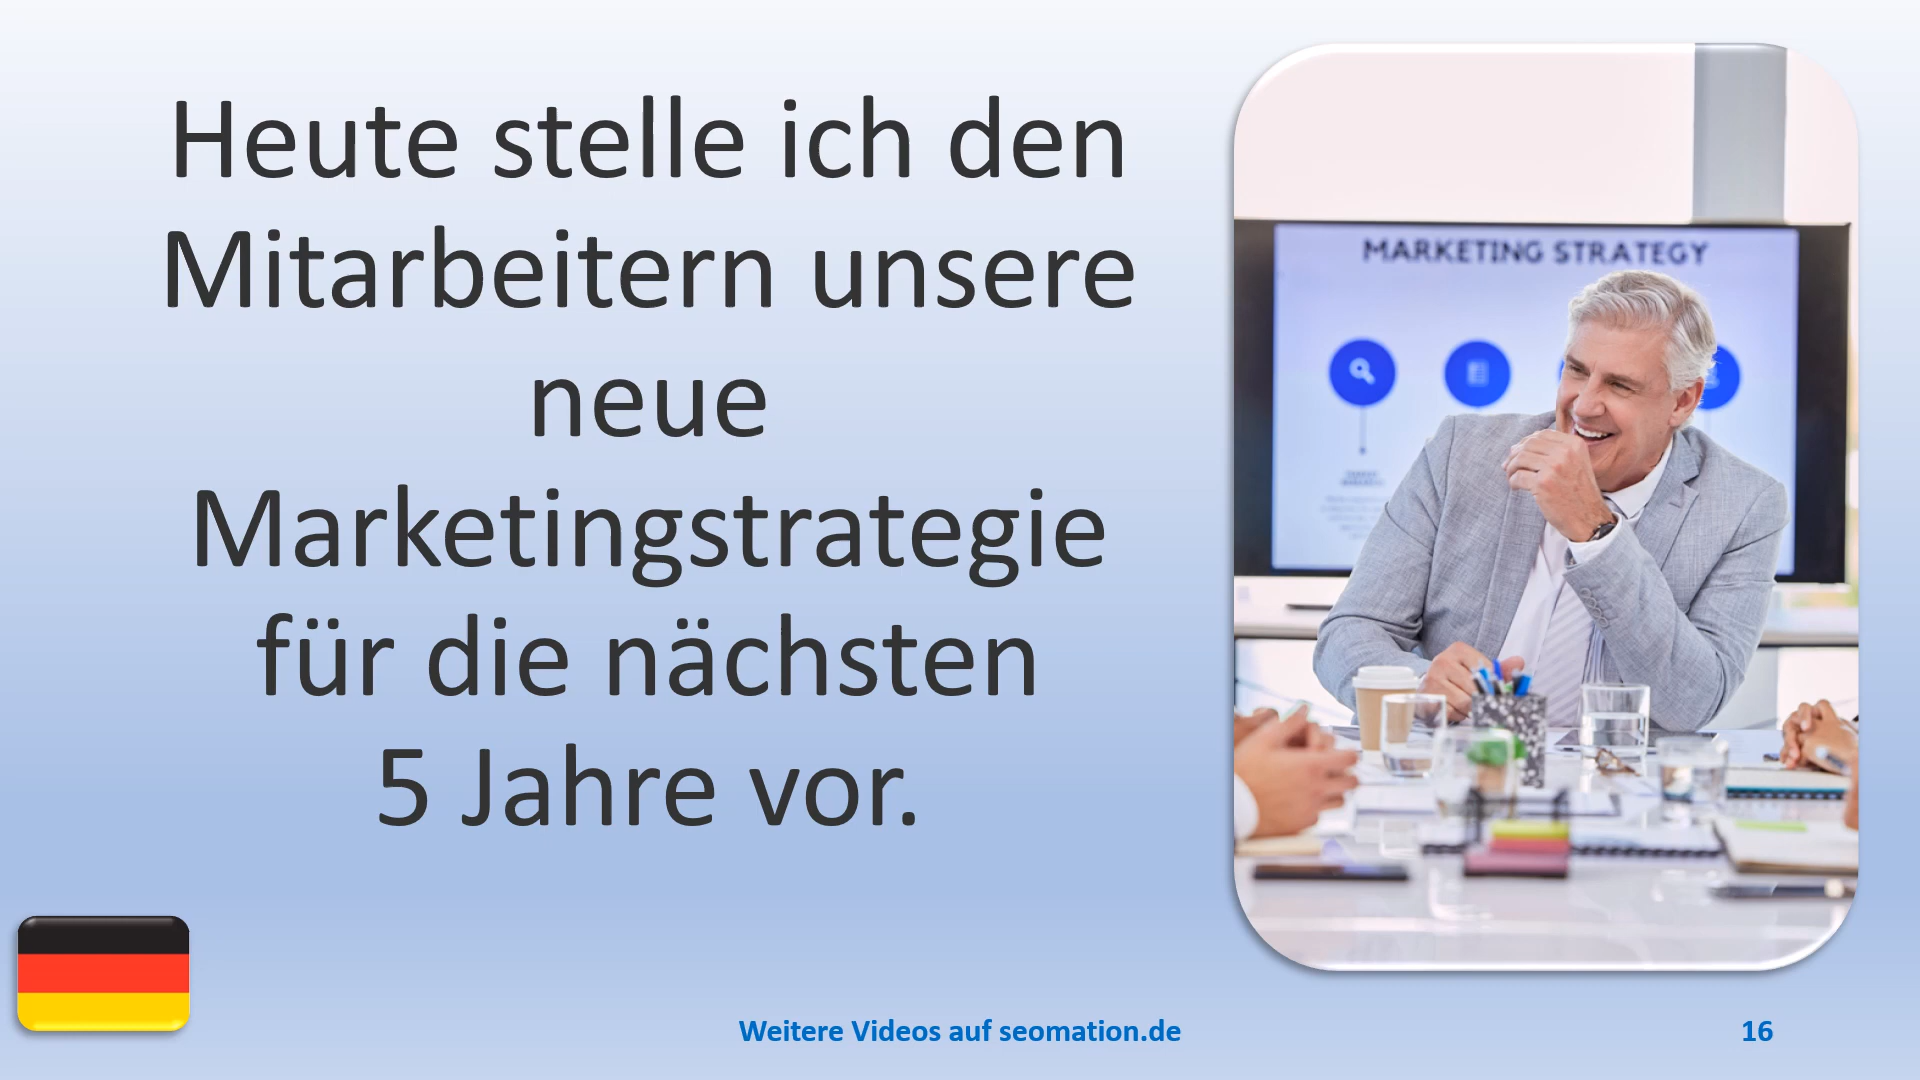 Heute stelle ich den
Mitarbeitern unsere
neue
Marketingstrategie
für die nächsten
5 Jahre vor.
MARKETING STRATEGY
Weitere Videos auf seomation.de
16